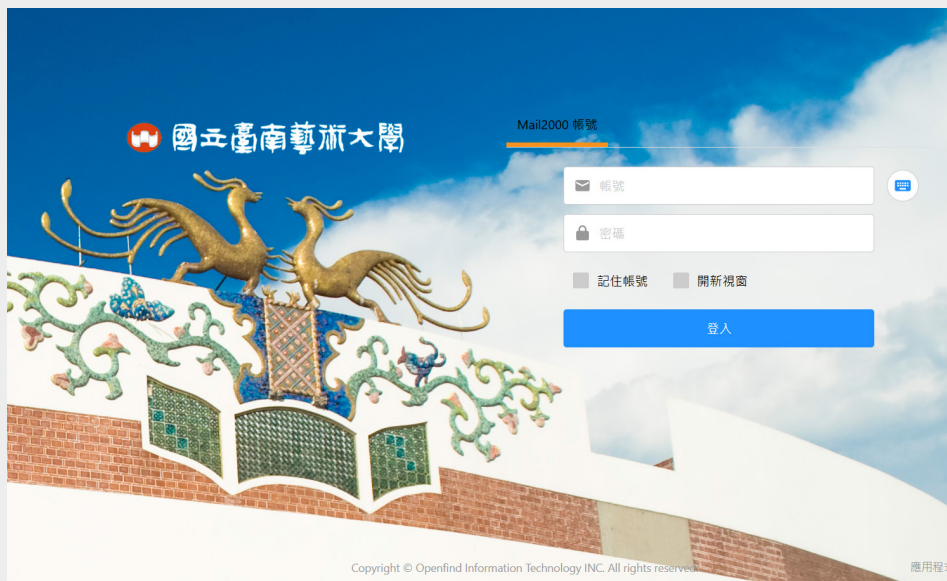 國立臺南藝術大學
Mail2000 帳號
帳號
密碼
記住帳號
開新視窗
登入
Copyright © Openfind Information Technology INC. All rights reserved.